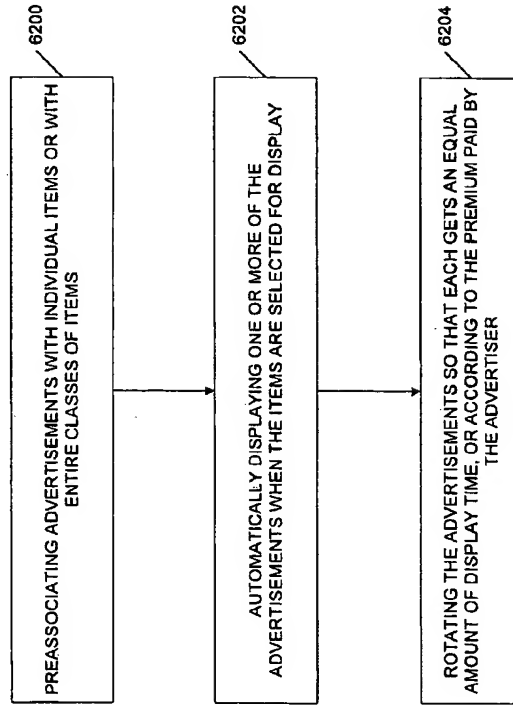 6200
PREASSOCIATING ADVERTISEMENTS WITH INDIVIDUAL ITEMS OR WITH
ENTIRE CLASSES OF ITEMS
6202
AUTOMATICALLY DISPLAYING ONE OR MORE OF THE
ADVERTISEMENTS WHEN THE ITEMS ARE SELECTED FOR DISPLAY
6204
ROTATING THE ADVERTISEMENTS SO THAT EACH GETS AN EQUAL
AMOUNT OF DISPLAY TIME, OR ACCORDING TO THE PREMIUM PAID BY
THE ADVERTISER